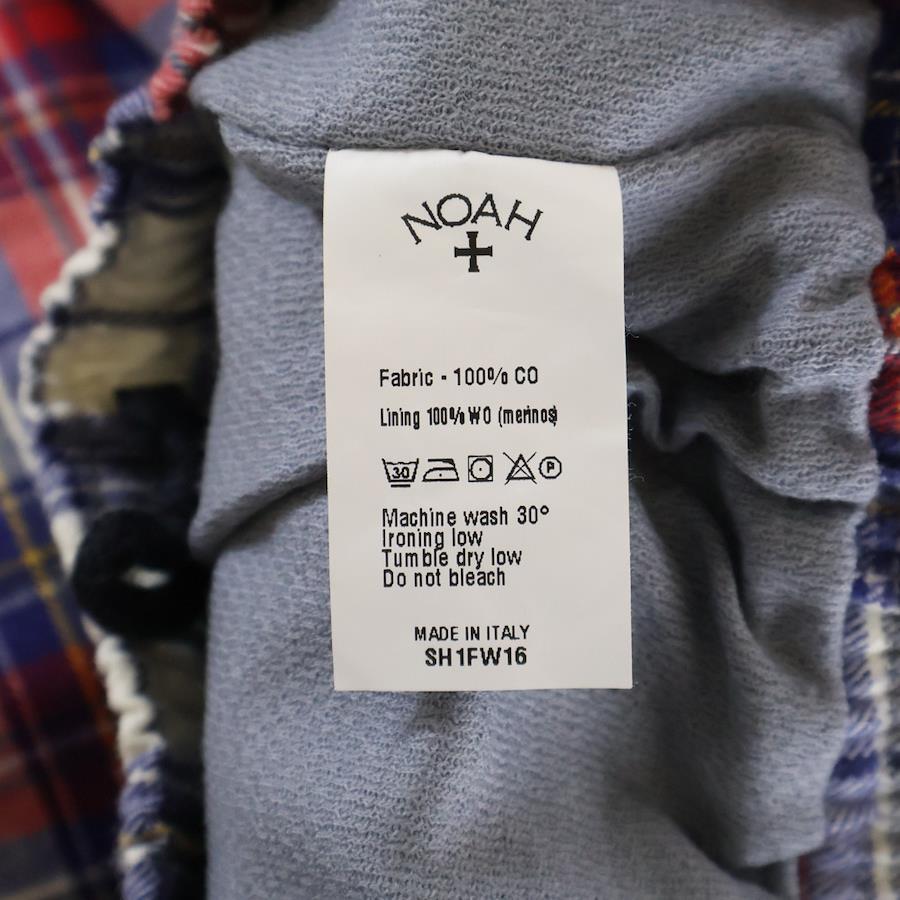 NOAH
Fabric - 100% CO
Lining 100% WO (merinos)
30 P
Machine wash 30°
Ironing low
Tumble dry low
Do not bleach
MADE IN ITALY
SH1FW16